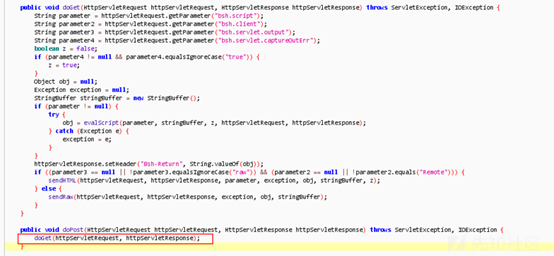 public void doGet(HttpServletRequest httpServletRequest, HttpServletResponse httpServletResponse) throws ServletException, IOException {
String parameter = httpServletRequest.getParameter("bsh.script");
String parameter2 = httpServletRequest.getParameter("bsh.client");
String parameter3 = httpServletRequest.getParameter("bsh.servlet.output");
String parameter4 = httpServletRequest.getParameter("bsh.servlet.captureOutErr");
boolean z = false;
if (parameter4 != null && parameter4.equalsIgnoreCase("true")) {
z = true;
}
Object obj = null;
Exception exception = null;
StringBuffer stringBuffer = new StringBuffer();
if (parameter != null) {
try {
obj = evalScript(parameter, stringBuffer, z, httpServletRequest, httpServletResponse);
} catch (Exception e) {
exception = e;
}
}
httpServletResponse.setHeader("Bsh-Return", String.valueOf(obj));
if ((parameter3 == null || !parameter3.equalsIgnoreCase("raw")) && (parameter2 == null || !parameter2.equals("Remote"))) {
sendHTML(httpServletRequest, httpServletResponse, parameter, exception, obj, stringBuffer, z);
} else {
sendRaw(httpServletRequest, httpServletResponse, exception, obj, stringBuffer);
}
}
public void doPost(HttpServletRequest httpServletRequest, HttpServletResponse httpServletResponse) throws ServletException, IOException {
doGet(httpServletRequest, httpServletResponse);
}